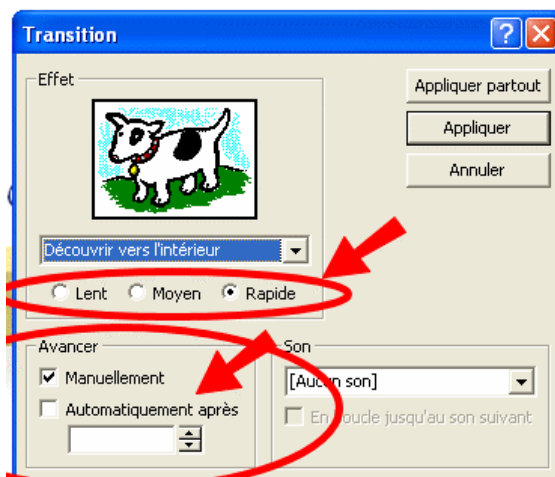 Transition
Effet
Appliquer partout
Appliquer
Annuler
Découvrir vers l'intérieur
Lent Moyen Rapide
Avancer
Son
Manuellement
[Aucun son]
Automatiquement après
En boucle jusqu'au son suivant